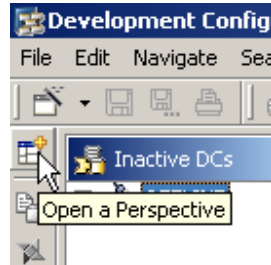 Development Config
File Edit Navigate Sea
Inactive DCs
Open a Perspective